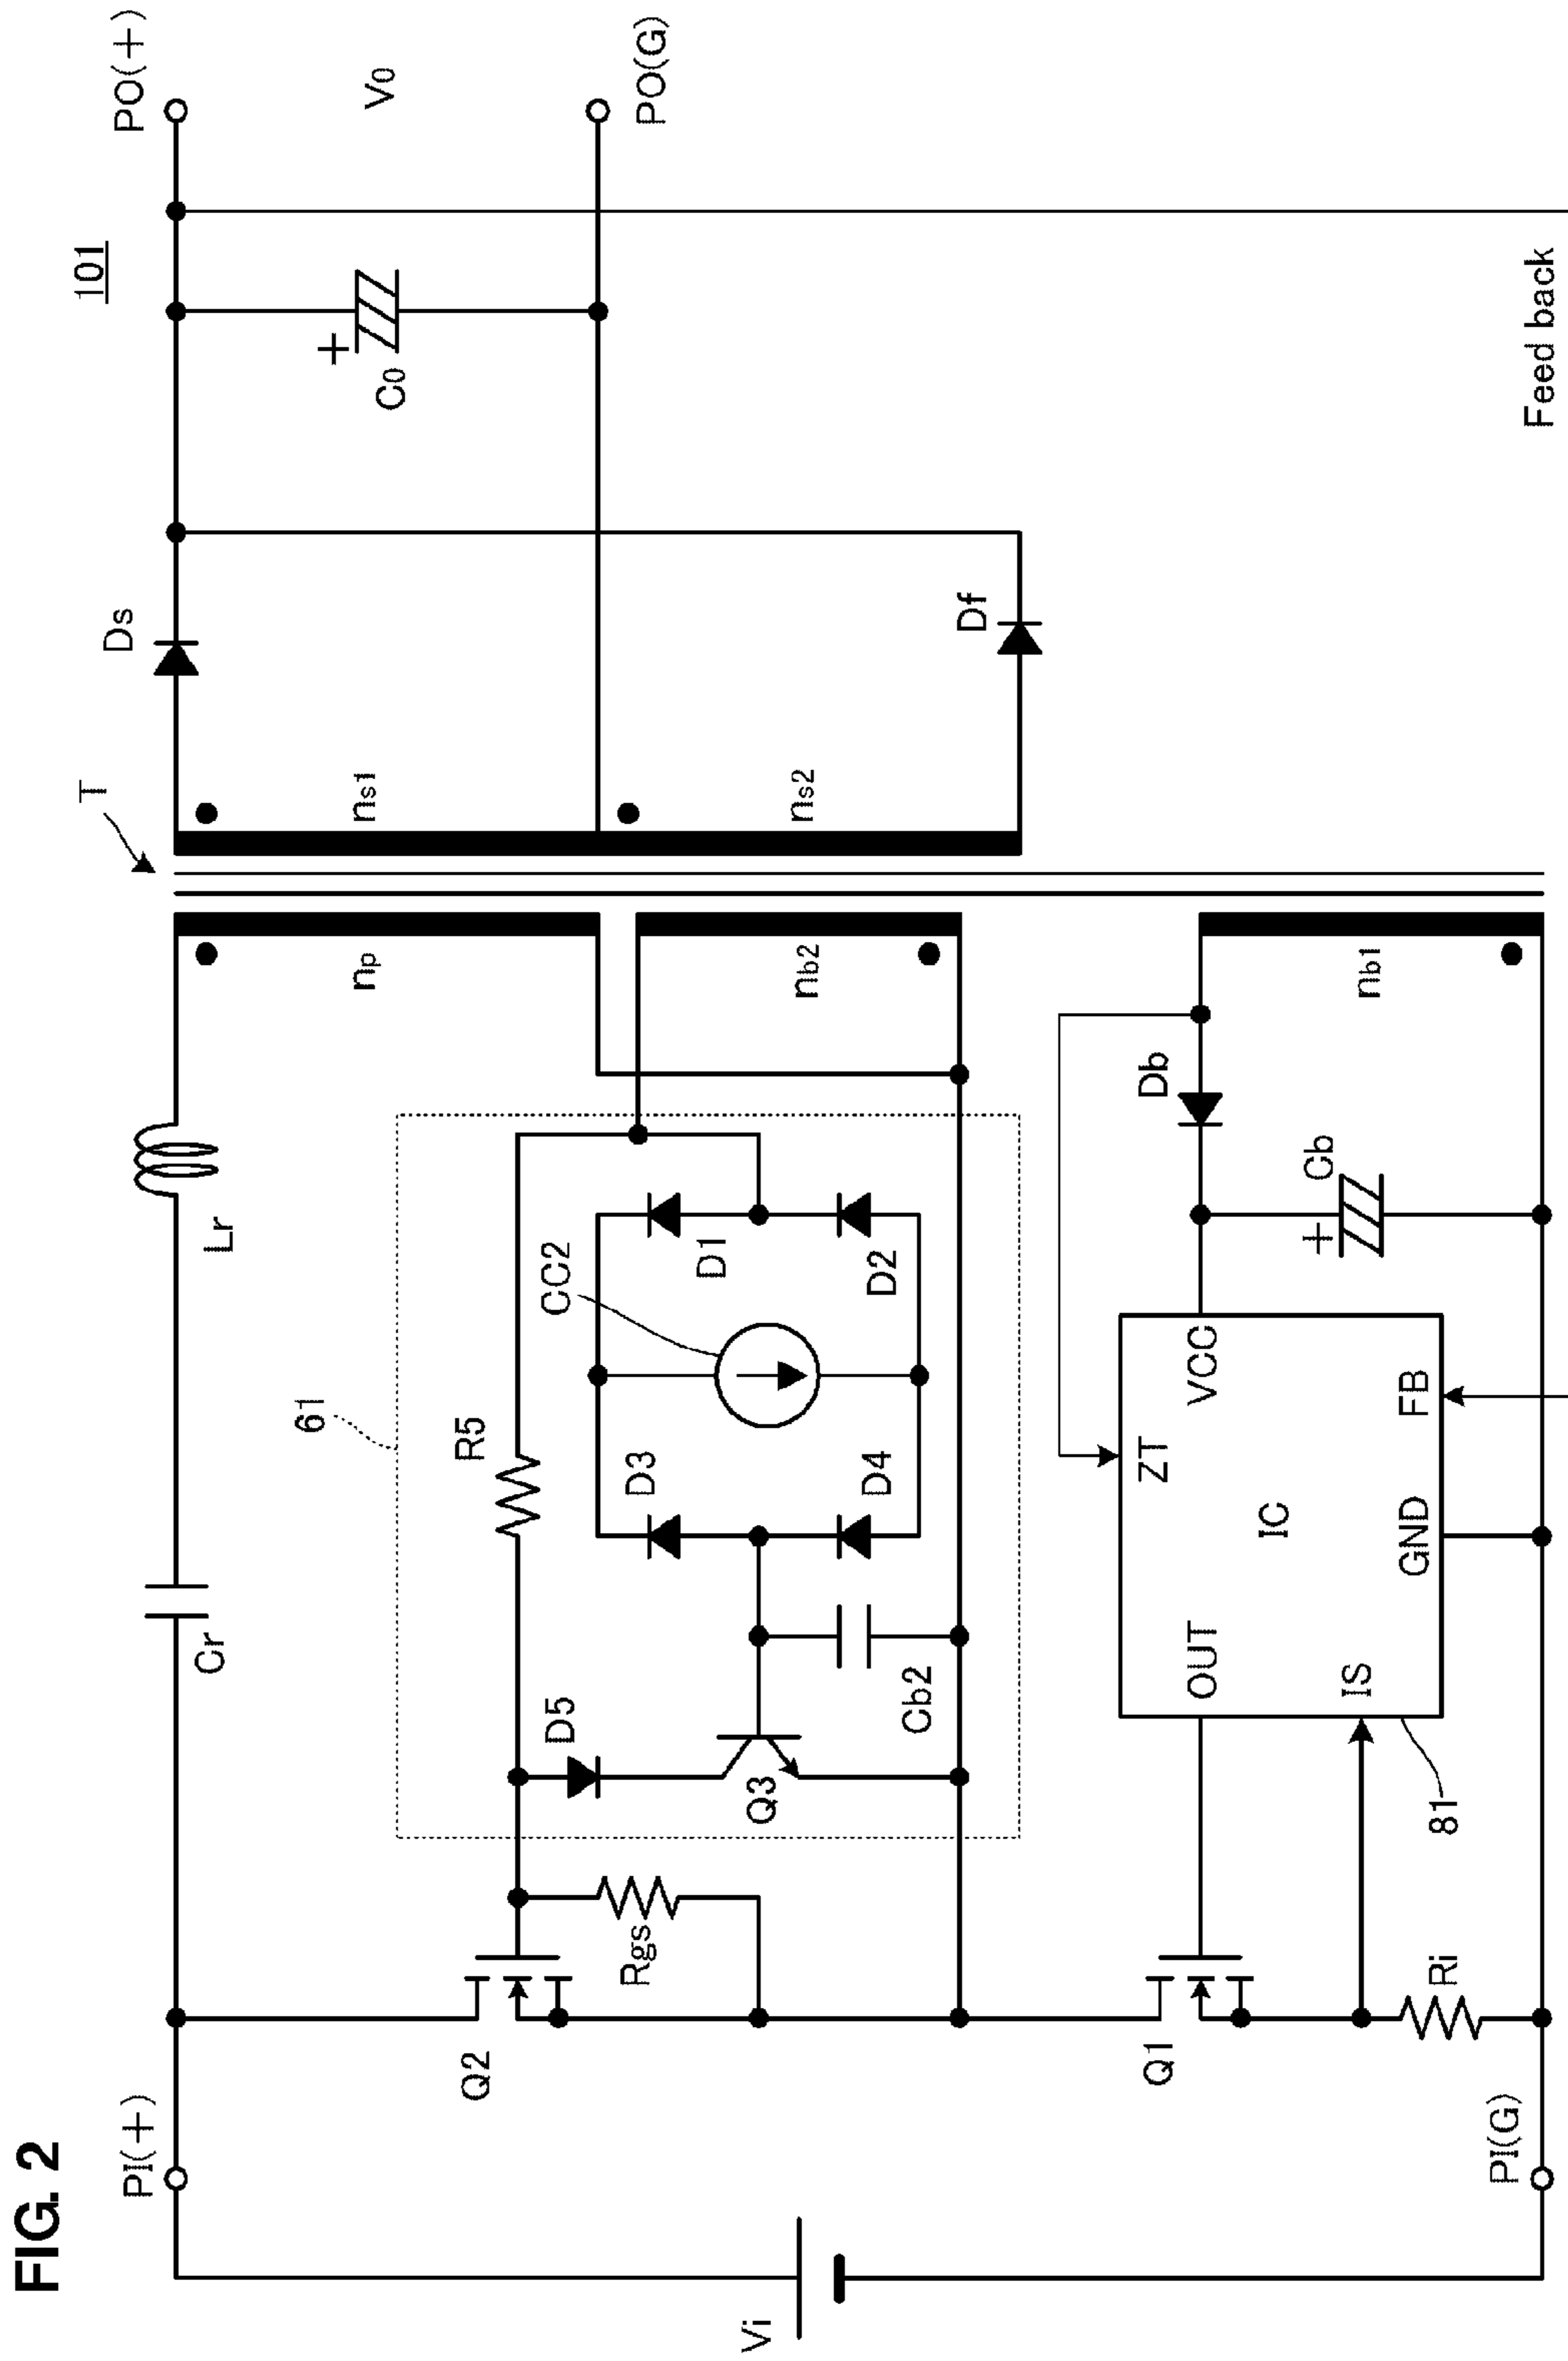 FIG. 2
101
T
PI(+)
Cr
Lr
Ds
PO(+)
V0
C0
+
PO(G)
np
ns1
ns2
nb2
Df
61
R5
CC2
D5
D3
D1
D4
D2
Q3
Cb2
Q2
Rgs
Vi
Q1
Ri
PI(G)
OUT
IS
IC
ZT
VCC
GND
FB
81
Db
Cb
+
nb1
Feed back